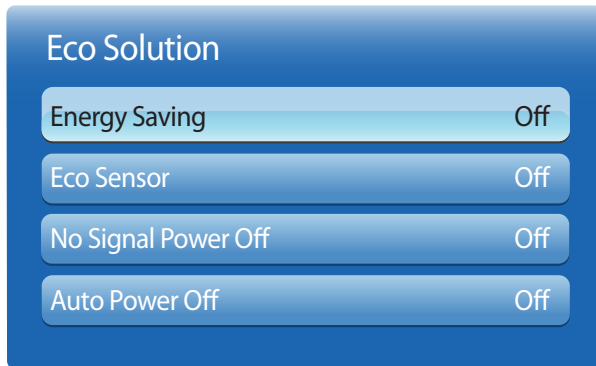 Eco Solution
Energy Saving Off
Eco Sensor Off
No Signal Power Off Off
Auto Power Off Off